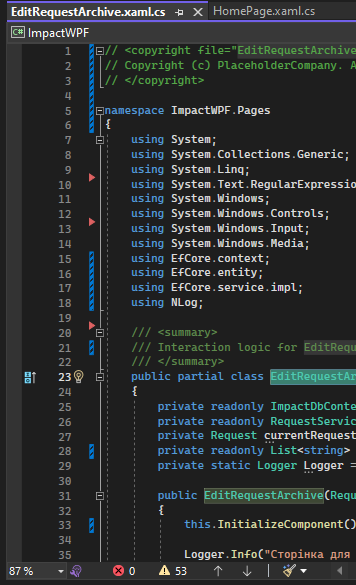 EditRequestArchive.xaml.cs HomePage.xaml.cs
C# ImpactWPF
1 // <copyright file="EditRequestArchive
2 // Copyright (c) PlaceholderCompany. A
3 // </copyright>
4
5 namespace ImpactWPF.Pages
6 {
7 using System;
8 using System.Collections.Generic;
9 using System.Linq;
10 using System.Text.RegularExpression
11 using System.Windows;
12 using System.Windows.Controls;
13 using System.Windows.Input;
14 using System.Windows.Media;
15 using EfCore.context;
16 using EfCore.entity;
17 using EfCore.service.impl;
18 using NLog;
19
20 /// <summary>
21 /// Interaction logic for EditRequ
22 /// </summary>
23 public partial class EditRequestAr
24 {
25 private readonly ImpactDbConte
26 private readonly RequestServic
27 private Request currentRequest
28 private readonly List<string>
29 private static Logger Logger =
30
31 public EditRequestArchive(Requ
32 {
33 this.InitializeComponent()
34
35 Logger.Info("Сторінка для
87 % 0 53